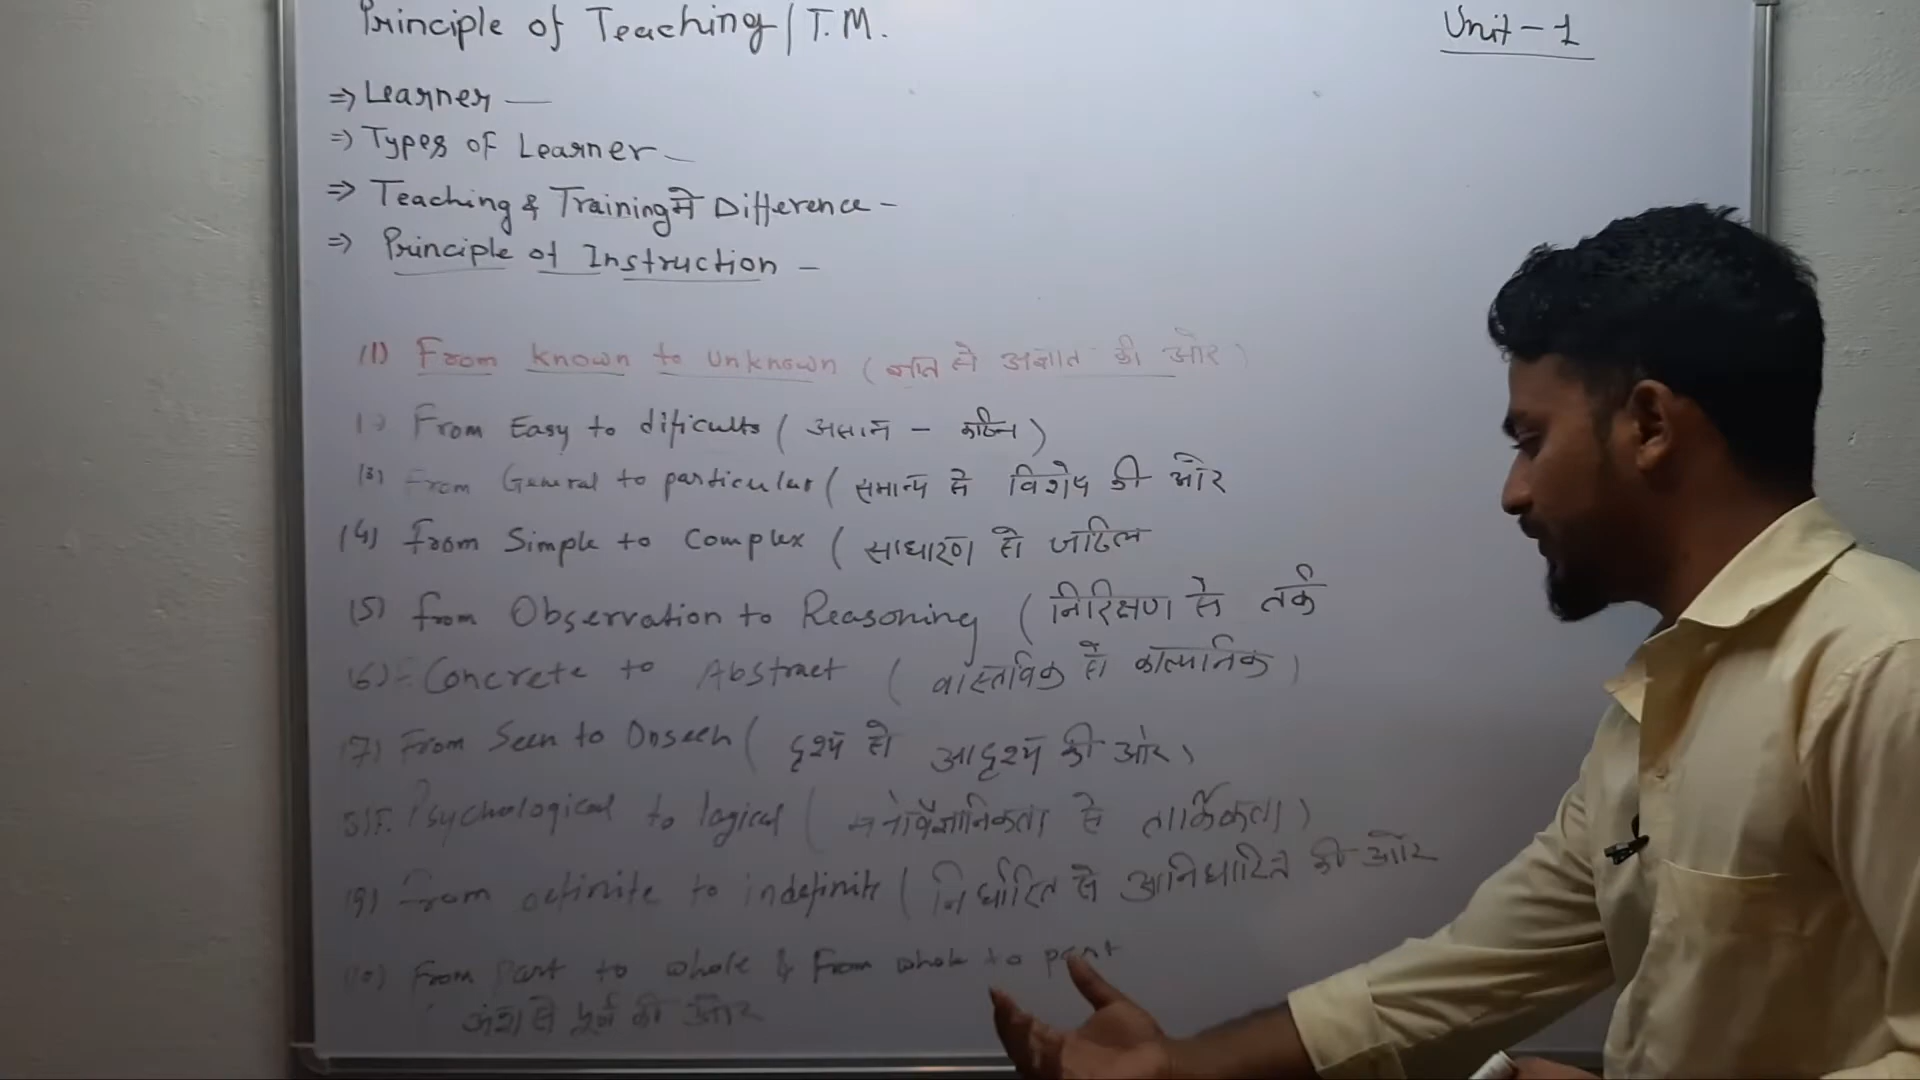 Principle of Teaching/T.M.
Unit-1
⇒ Learner —
⇒ Types of Learner —
⇒ Teaching & Training में Difference -
⇒ Principle of Instruction -
(1) From known to unknown ( ज्ञात से अज्ञात की ओर )
From Easy to dificults ( असान - कठिन )
(3) From General to particular ( समान्य से विशेष की ओर
(4) from Simple to Complex ( साधारण से जटिल
(5) from Observation to Reasoning ( निरिक्षण से तर्क
(6) Concrete to Abstract ( वास्तविक से काल्पनिक )
(7) From Seen to Unseen ( दृश्य से आदृश्य की ओर )
8) F. Psychological to logical ( मनोवैज्ञानिकता से तार्किकता )
(9) from definite to indefinite ( निर्धारित से अनिर्धारित की ओर
(10) From Part to whole & From whole to part
अंश से पूर्ण की ओर